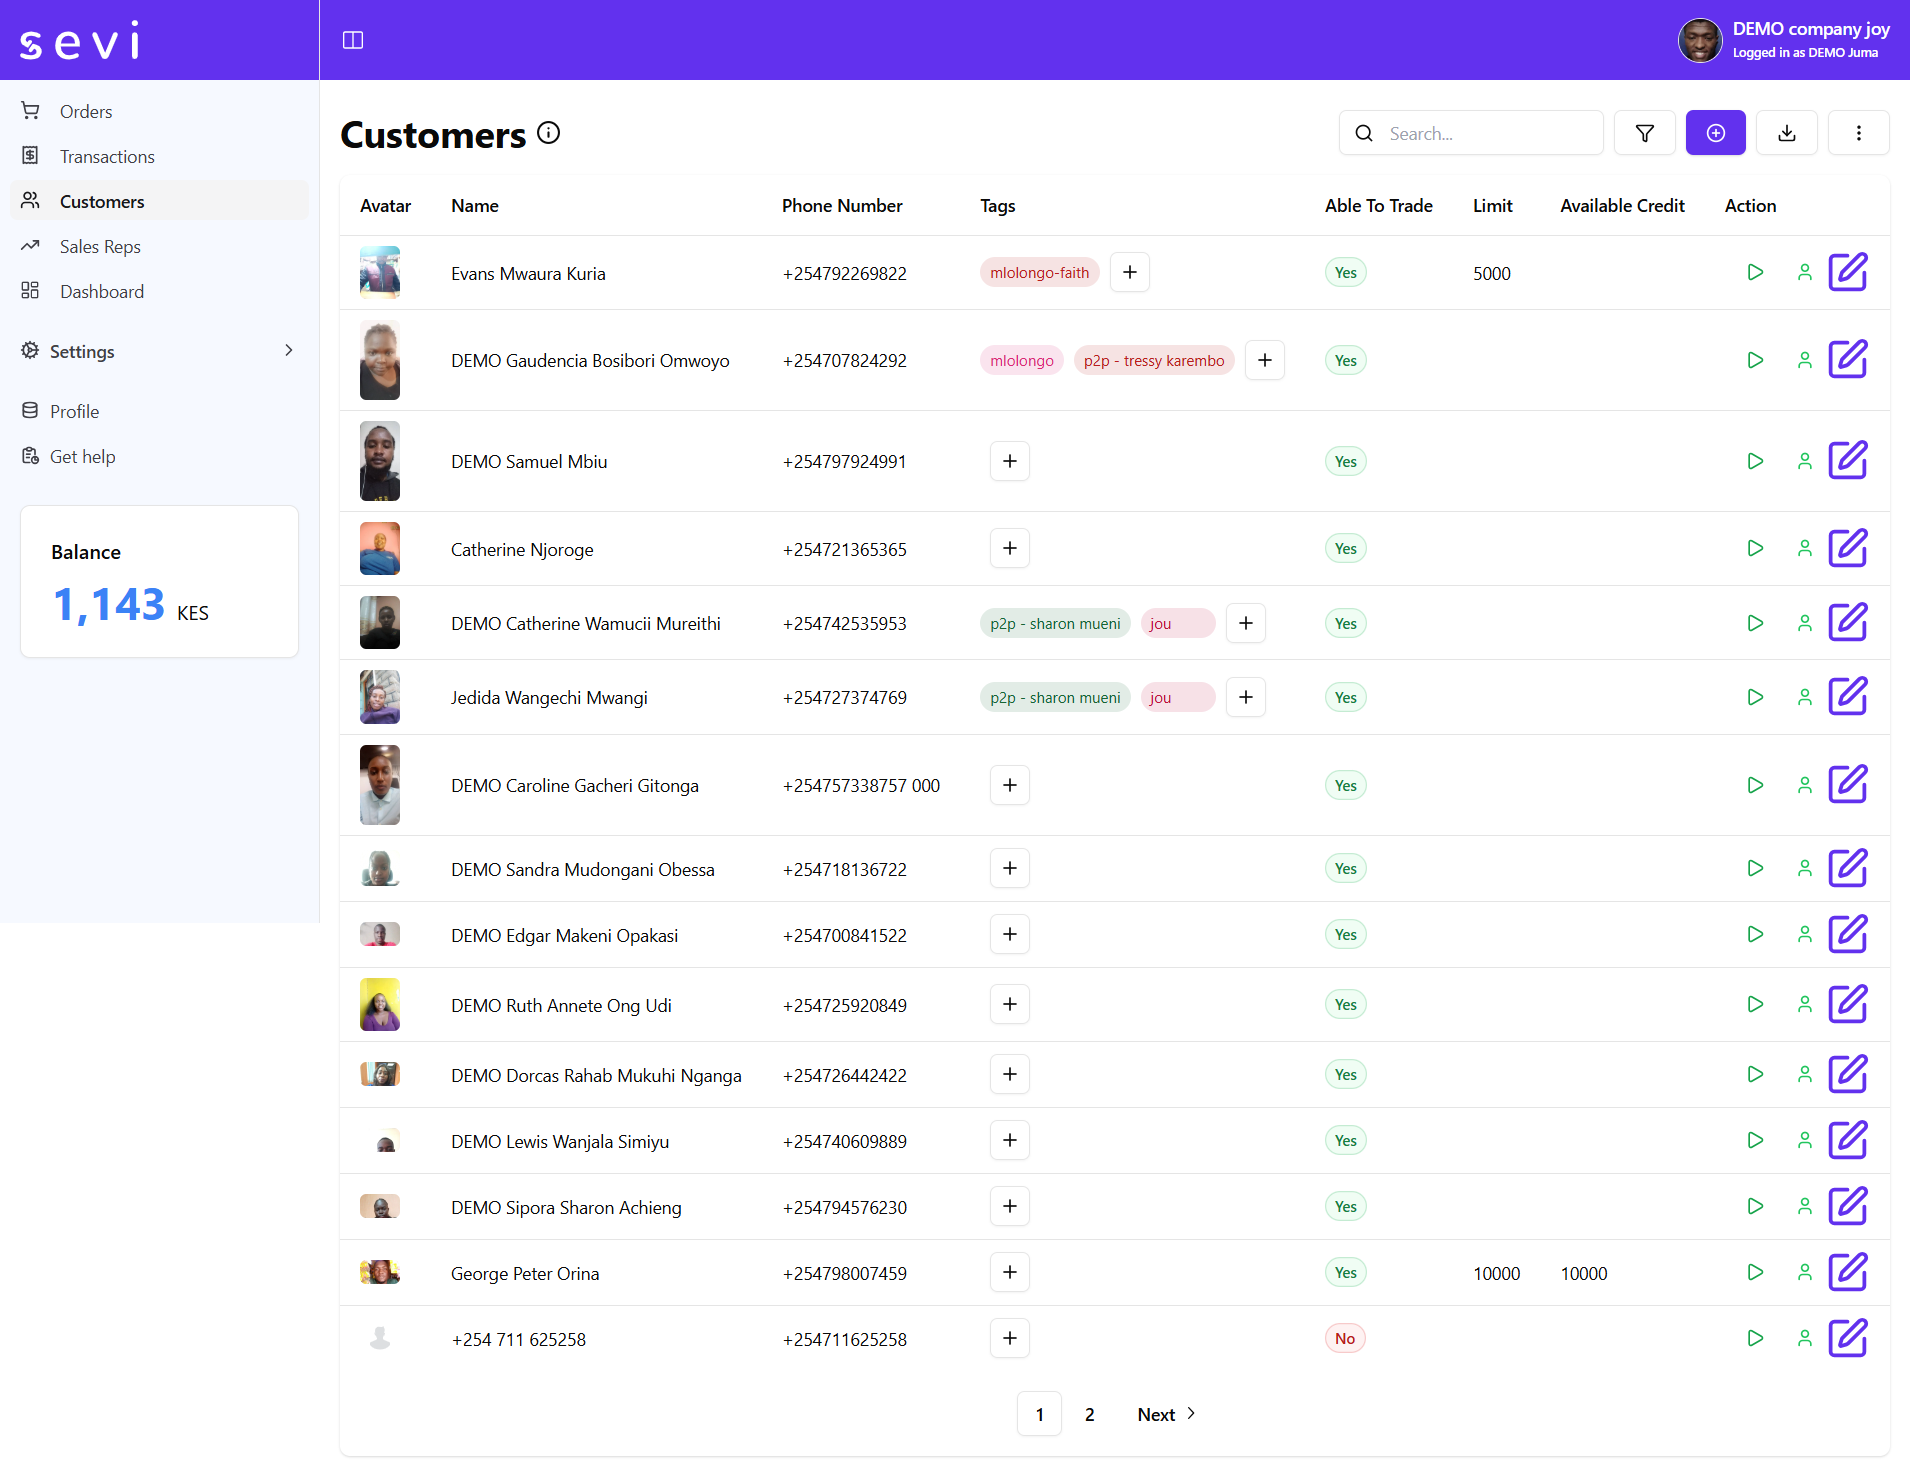 sevi
DEMO company joy
Logged in as DEMO Juma
Orders
Transactions
Customers
Sales Reps
Dashboard
Settings
Profile
Get help
Balance
1,143 KES
Customers
Search...
Avatar Name Phone Number Tags Able To Trade Limit Available Credit Action
Evans Mwaura Kuria +254792269822 mlolongo-faith Yes 5000
DEMO Gaudencia Bosibori Omwoyo +254707824292 mlolongo p2p - tressy karembo Yes
DEMO Samuel Mbiu +254797924991 Yes
Catherine Njoroge +254721365365 Yes
DEMO Catherine Wamucii Mureithi +254742535953 p2p - sharon mueni jou Yes
Jedida Wangechi Mwangi +254727374769 p2p - sharon mueni jou Yes
DEMO Caroline Gacheri Gitonga +254757338757 000 Yes
DEMO Sandra Mudongani Obessa +254718136722 Yes
DEMO Edgar Makeni Opakasi +254700841522 Yes
DEMO Ruth Annete Ong Udi +254725920849 Yes
DEMO Dorcas Rahab Mukuhi Nganga +254726442422 Yes
DEMO Lewis Wanjala Simiyu +254740609889 Yes
DEMO Sipora Sharon Achieng +254794576230 Yes
George Peter Orina +254798007459 Yes 10000 10000
+254 711 625258 +254711625258 No
1 2 Next